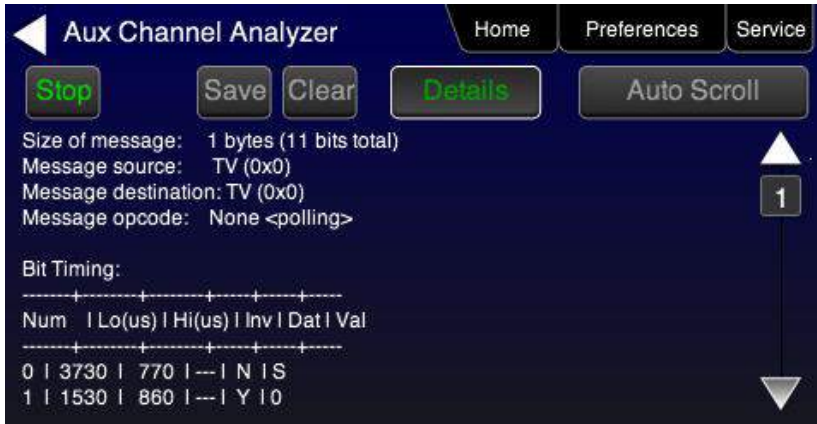 Aux Channel Analyzer Home Preferences Service
Stop Save Clear Details Auto Scroll
Size of message: 1 bytes (11 bits total)
Message source: TV (0x0)
Message destination: TV (0x0)
1
Message opcode: None <polling>
Bit Timing:
-------+--------+---------+-----+-----+-----
Num | Lo(us) | Hi(us) | Inv | Dat | Val
-------+--------+---------+-----+-----+-----
0 | 3730 | 770 |---| N |S
1 | 1530 | 860 |---| Y |0